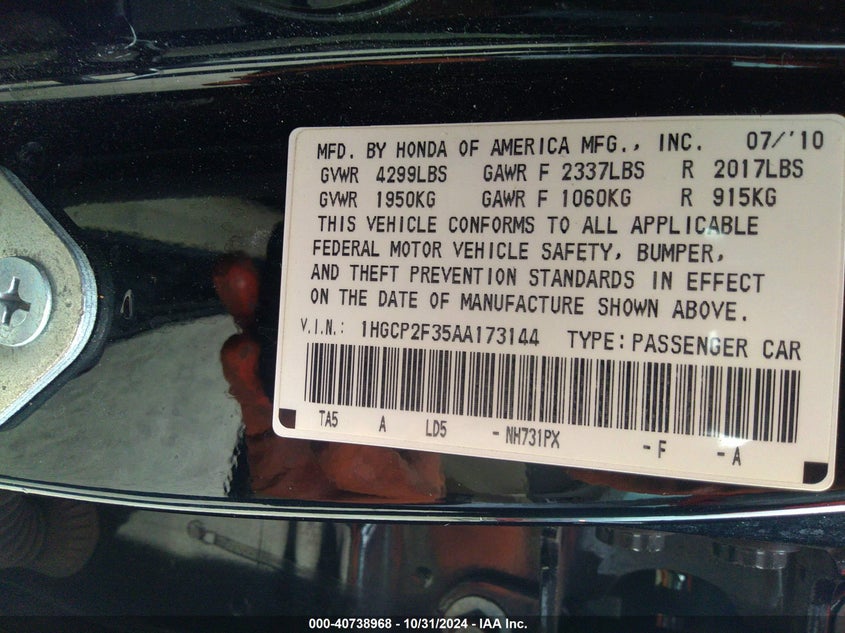 MFD. BY HONDA OF AMERICA MFG., INC. 07/'10
GVWR 4299LBS GAWR F 2337LBS R 2017LBS
GVWR 1950KG GAWR F 1060KG R 915KG
THIS VEHICLE CONFORMS TO ALL APPLICABLE
FEDERAL MOTOR VEHICLE SAFETY, BUMPER,
AND THEFT PREVENTION STANDARDS IN EFFECT
ON THE DATE OF MANUFACTURE SHOWN ABOVE.
V.I.N.: 1HGCP2F35AA173144 TYPE: PASSENGER CAR
TA5 A LD5 - NH731PX - F - A
000-40738968 - 10/31/2024 - IAA Inc.